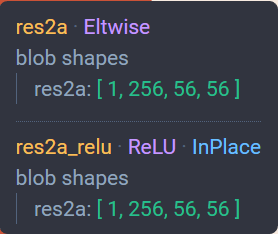 res2a · Eltwise
blob shapes
res2a: [ 1, 256, 56, 56 ]
res2a_relu · ReLU · InPlace
blob shapes
res2a: [ 1, 256, 56, 56 ]